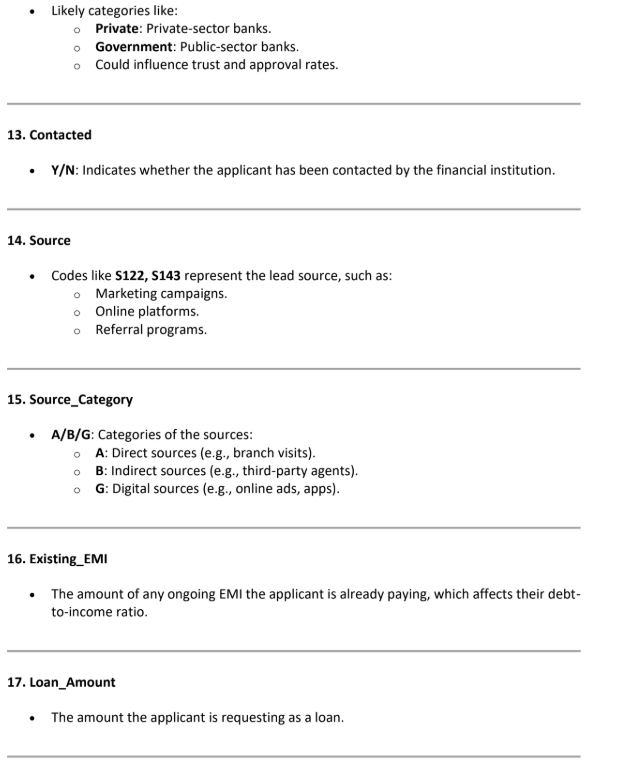 • Likely categories like:
o Private: Private-sector banks.
o Government: Public-sector banks.
o Could influence trust and approval rates.
13. Contacted
• Y/N: Indicates whether the applicant has been contacted by the financial institution.
14. Source
• Codes like S122, S143 represent the lead source, such as:
o Marketing campaigns.
o Online platforms.
o Referral programs.
15. Source_Category
• A/B/G: Categories of the sources:
o A: Direct sources (e.g., branch visits).
o B: Indirect sources (e.g., third-party agents).
o G: Digital sources (e.g., online ads, apps).
16. Existing_EMI
• The amount of any ongoing EMI the applicant is already paying, which affects their debt-
to-income ratio.
17. Loan_Amount
• The amount the applicant is requesting as a loan.